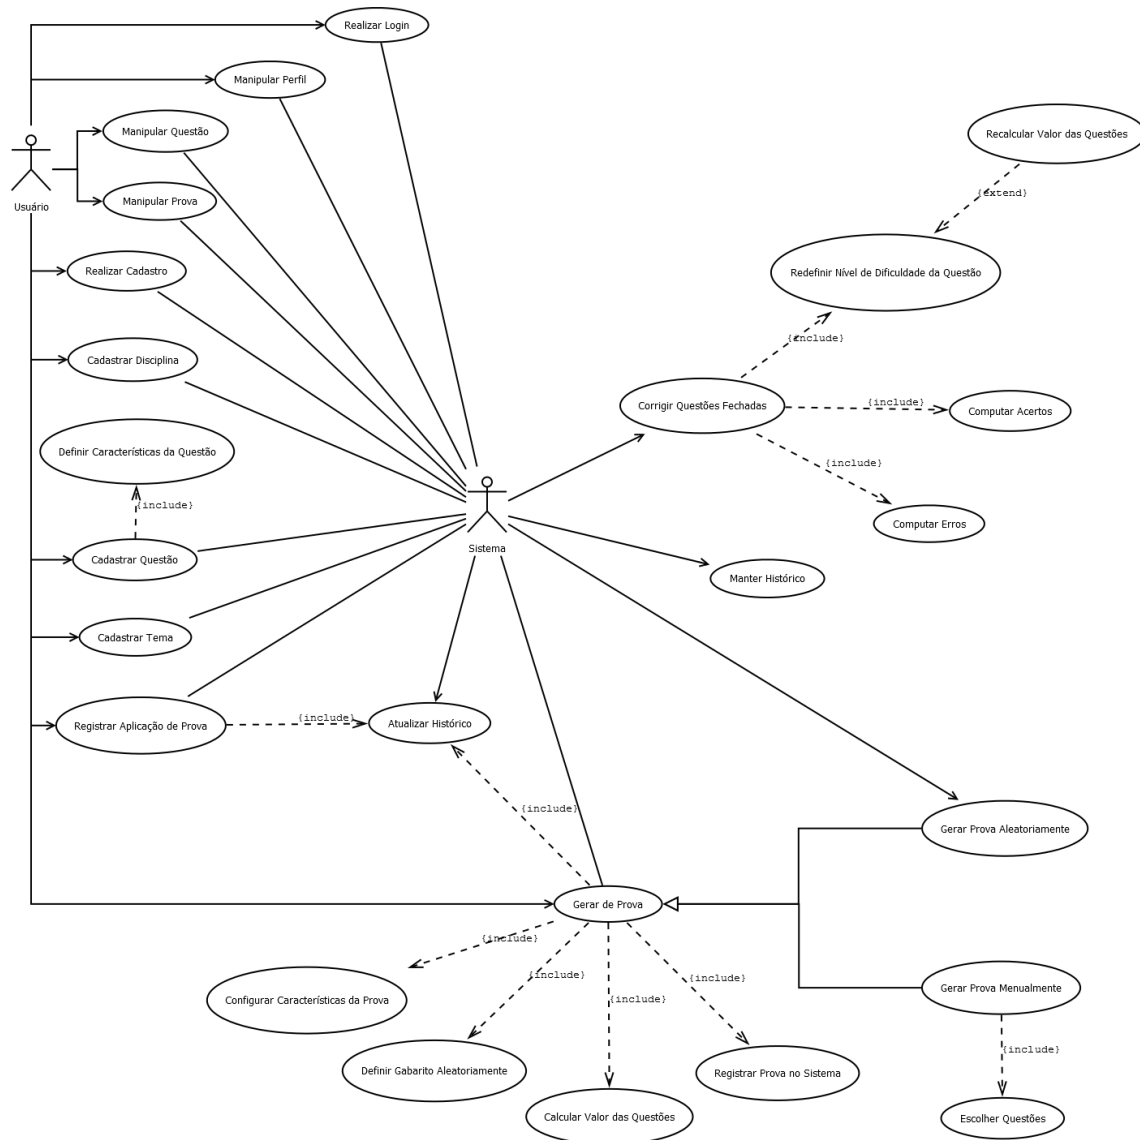 Realizar Login
Manipular Perfil
Manipular Questão
Recalcular Valor das Questões
{extend}
Manipular Prova
Usuário
Realizar Cadastro
Redefinir Nível de Dificuldade da Questão
{include}
Cadastrar Disciplina
Corrigir Questões Fechadas
{include}
Computar Acertos
Definir Características da Questão
{include}
{include}
Computar Erros
Sistema
Cadastrar Questão
Manter Histórico
Cadastrar Tema
Registrar Aplicação de Prova
{include}
Atualizar Histórico
{include}
Gerar Prova Aleatoriamente
Gerar de Prova
{include}
{include}
{include}
{include}
Configurar Características da Prova
Gerar Prova Menualmente
{include}
Definir Gabarito Aleatoriamente
Registrar Prova no Sistema
Calcular Valor das Questões
Escolher Questões